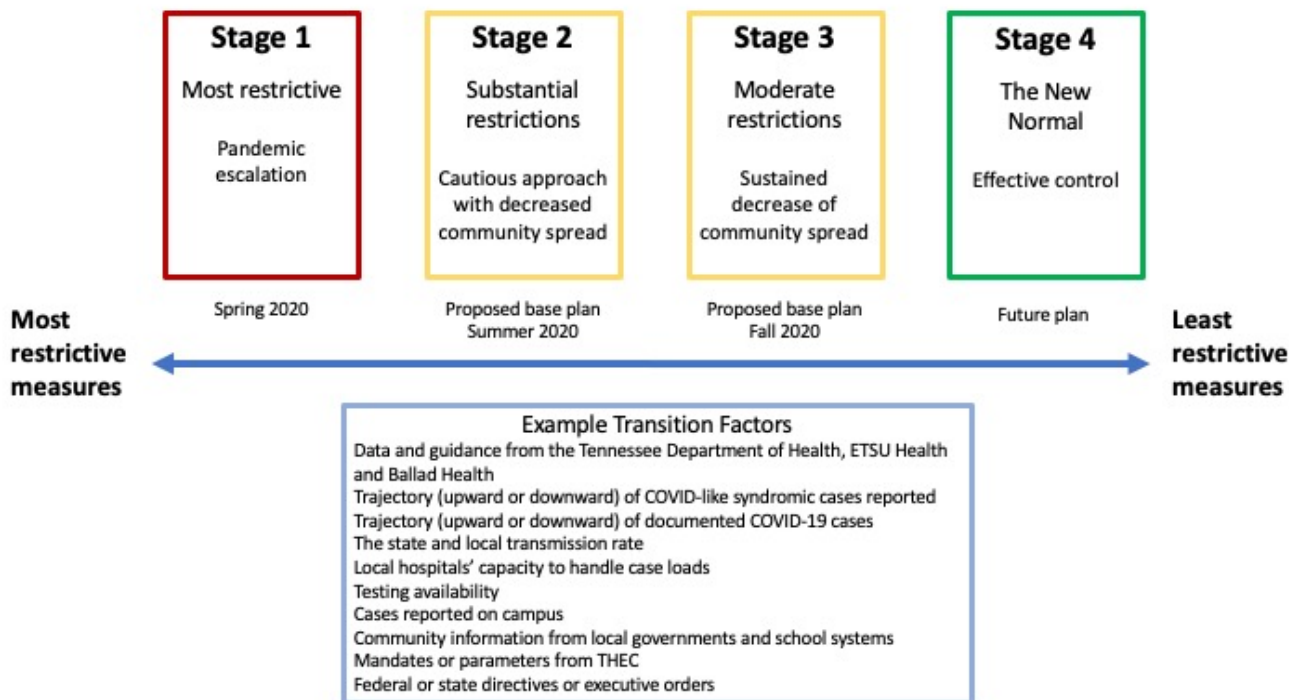 Stage 1
Most restrictive
Pandemic
escalation
Stage 2
Substantial
restrictions
Cautious approach
with decreased
community spread
Stage 3
Moderate
restrictions
Sustained
decrease of
community spread
Stage 4
The New
Normal
Effective control
Spring 2020
Proposed base plan
Summer 2020
Proposed base plan
Fall 2020
Future plan
Most
restrictive
measures
Least
restrictive
measures
Example Transition Factors
Data and guidance from the Tennessee Department of Health, ETSU Health
and Ballad Health
Trajectory (upward or downward) of COVID-like syndromic cases reported
Trajectory (upward or downward) of documented COVID-19 cases
The state and local transmission rate
Local hospitals' capacity to handle case loads
Testing availability
Cases reported on campus
Community information from local governments and school systems
Mandates or parameters from THEC
Federal or state directives or executive orders